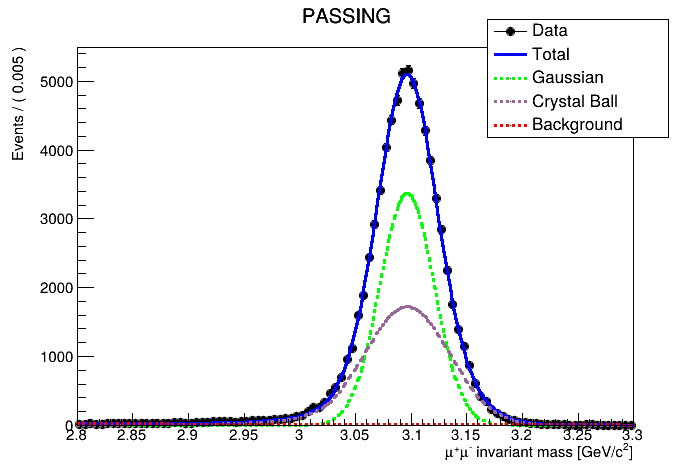 PASSING
Data
Total
Gaussian
Crystal Ball
Background
Events / ( 0.005 )
5000
4000
3000
2000
1000
0
2.8 2.85 2.9 2.95 3 3.05 3.1 3.15 3.2 3.25 3.3
μ⁺μ⁻ invariant mass [GeV/c²]